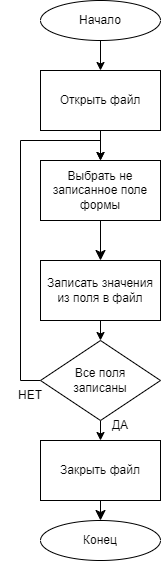 Начало
Открыть файл
Выбрать не
записанное поле
формы
Записать значения
из поля в файл
Все поля
записаны
НЕТ
ДА
Закрыть файл
Конец